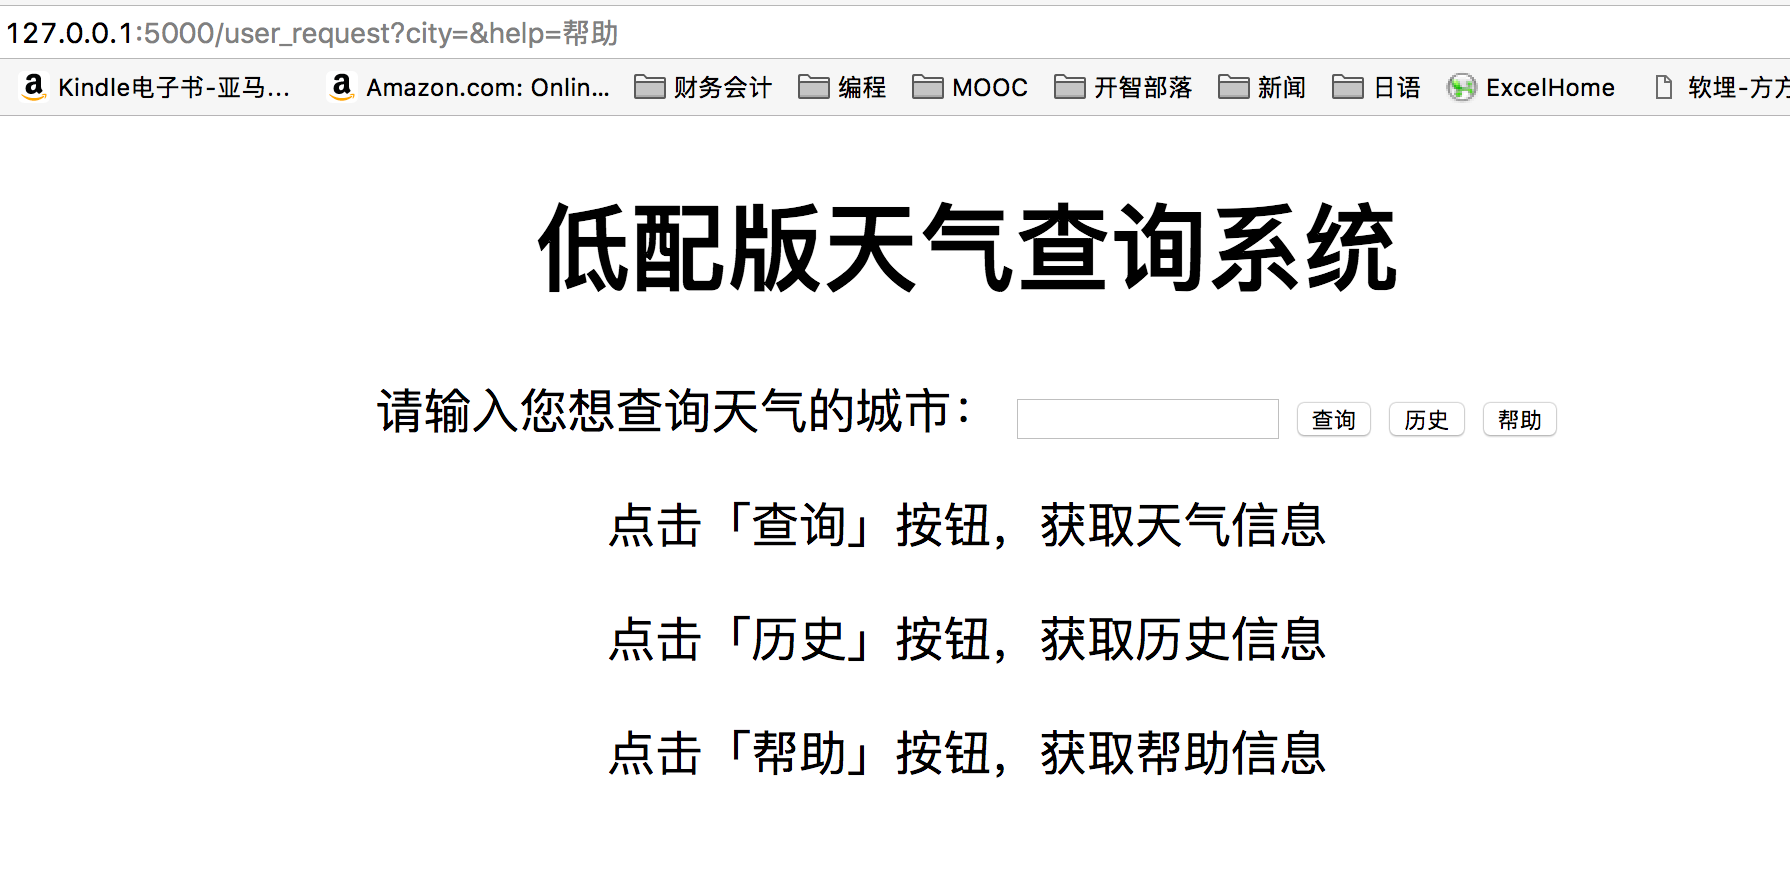 127.0.0.1:5000/user_request?city=&help=帮助
Kindle电子书-亚马... Amazon.com: Onlin... 财务会计 编程 MOOC 开智部落 新闻 日语 ExcelHome 软埋-方方
低配版天气查询系统
请输入您想查询天气的城市： 查询 历史 帮助
点击「查询」按钮，获取天气信息
点击「历史」按钮，获取历史信息
点击「帮助」按钮，获取帮助信息